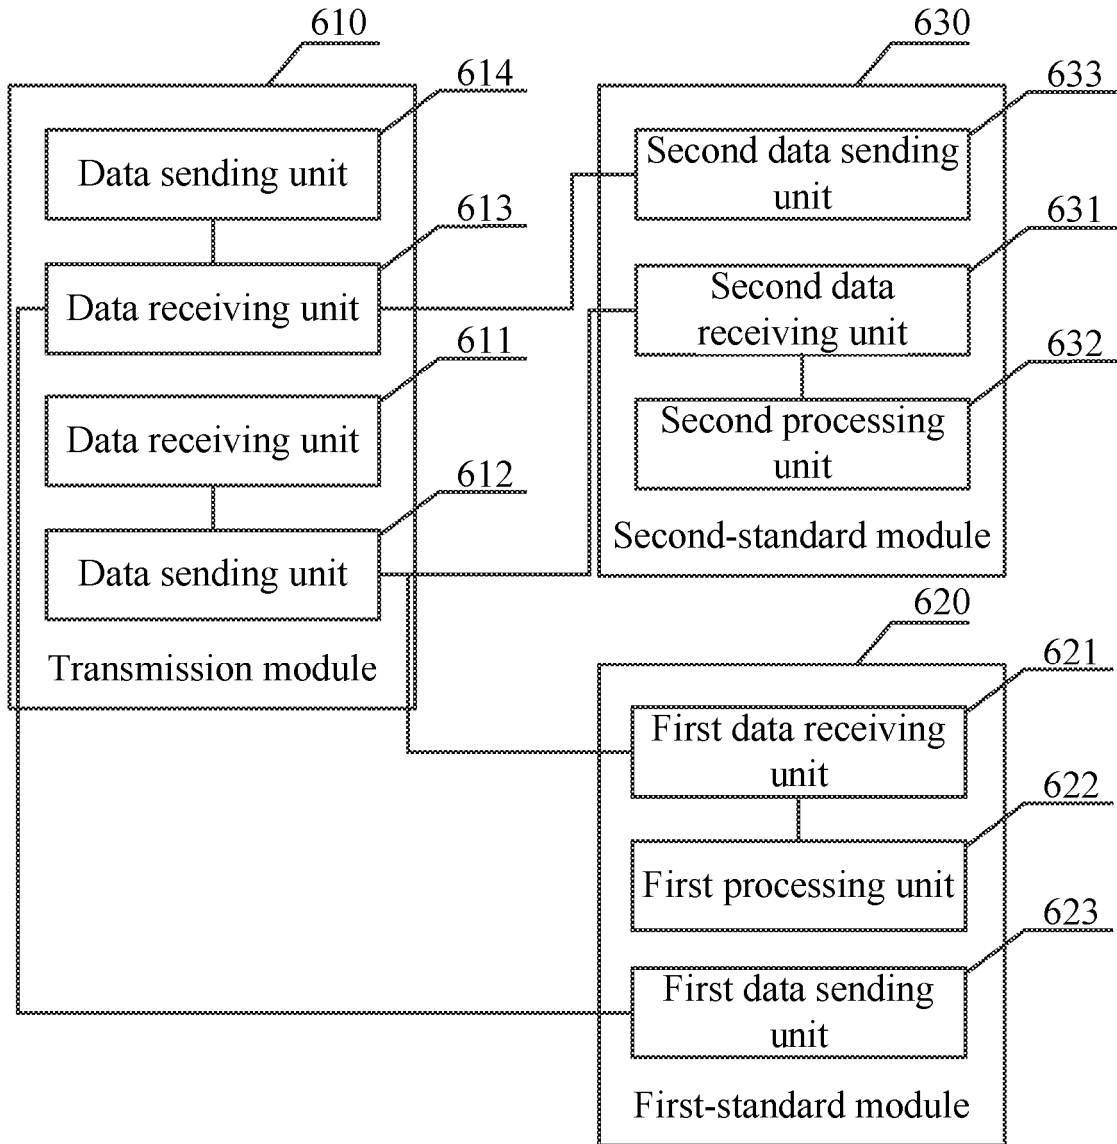 610
614
Data sending unit
613
Data receiving unit
611
Data receiving unit
612
Data sending unit
Transmission module
630
633
Second data sending
unit
631
Second data
receiving unit
632
Second processing
unit
Second-standard module
620
621
First data receiving
unit
622
First processing unit
623
First data sending
unit
First-standard module